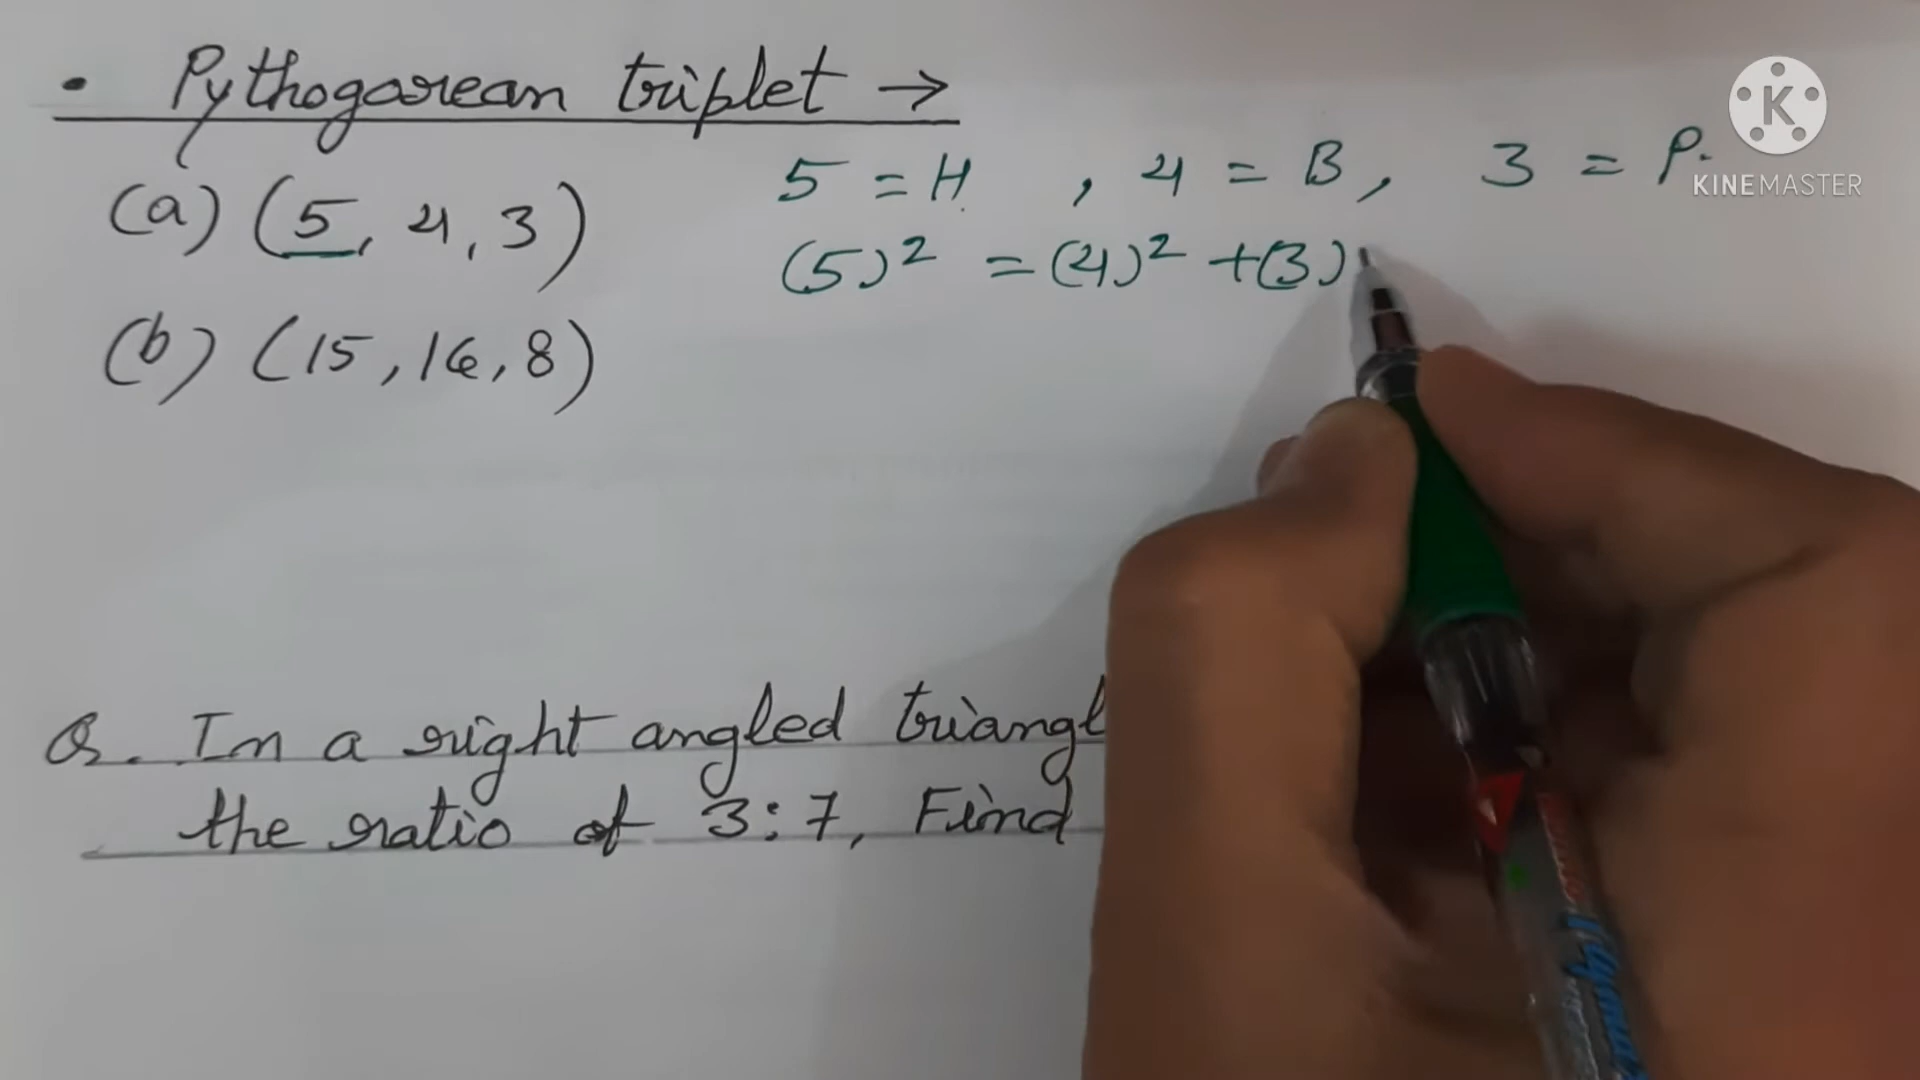 • Pythogorean triplet →
5 = H , 4 = B, 3 = P.
(a) (5, 4, 3)
(5)² = (4)² + (3)
(b) (15, 16, 8)
Q. In a right angled triangl
the ratio of 3:7, Find
K
KINEMASTER